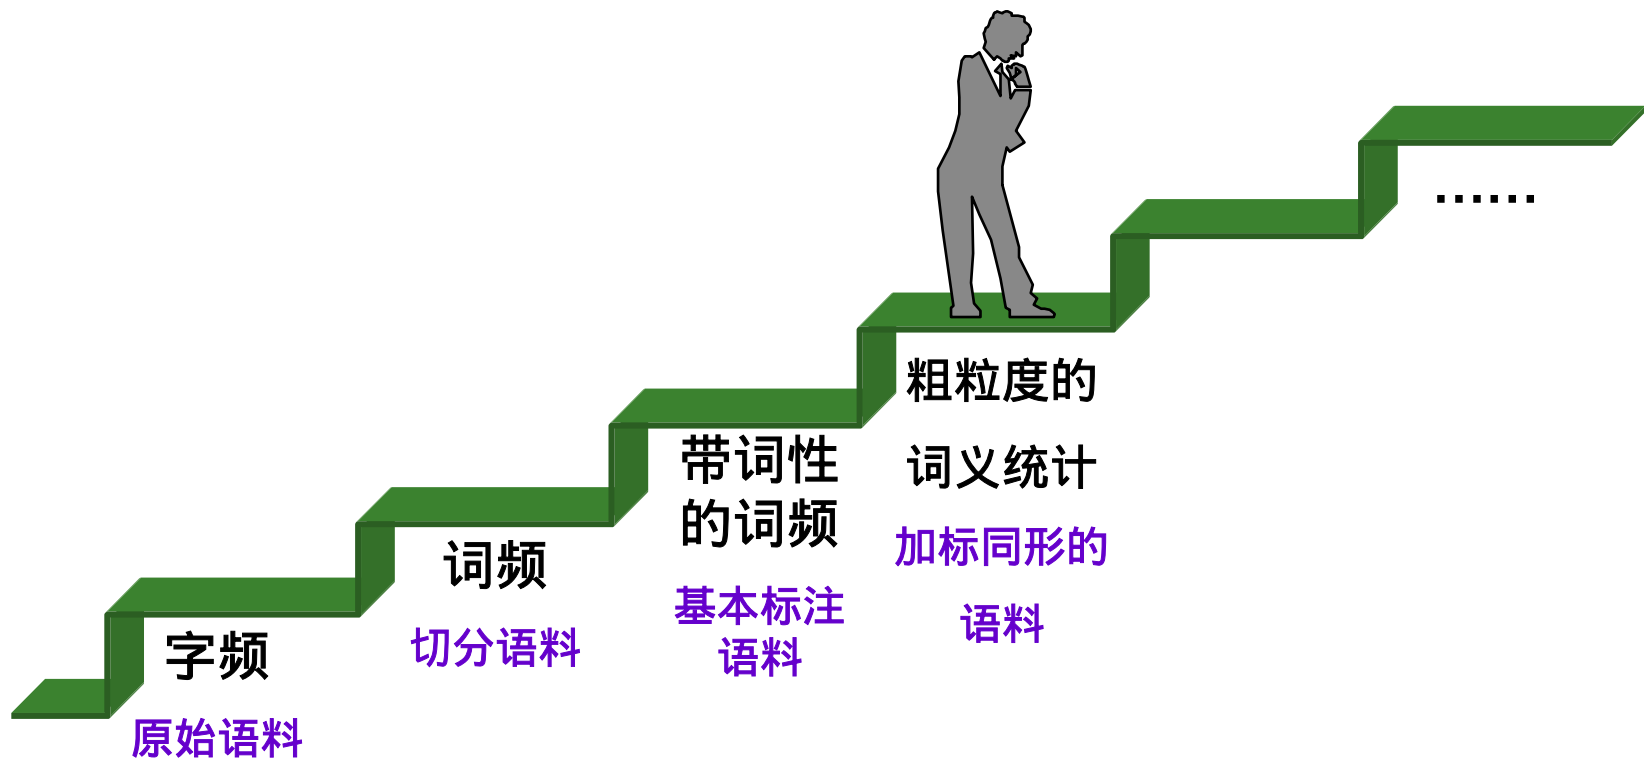 字频
原始语料
词频
切分语料
带词性
的词频
基本标注
语料
粗粒度的
词义统计
加标同形的
语料
……